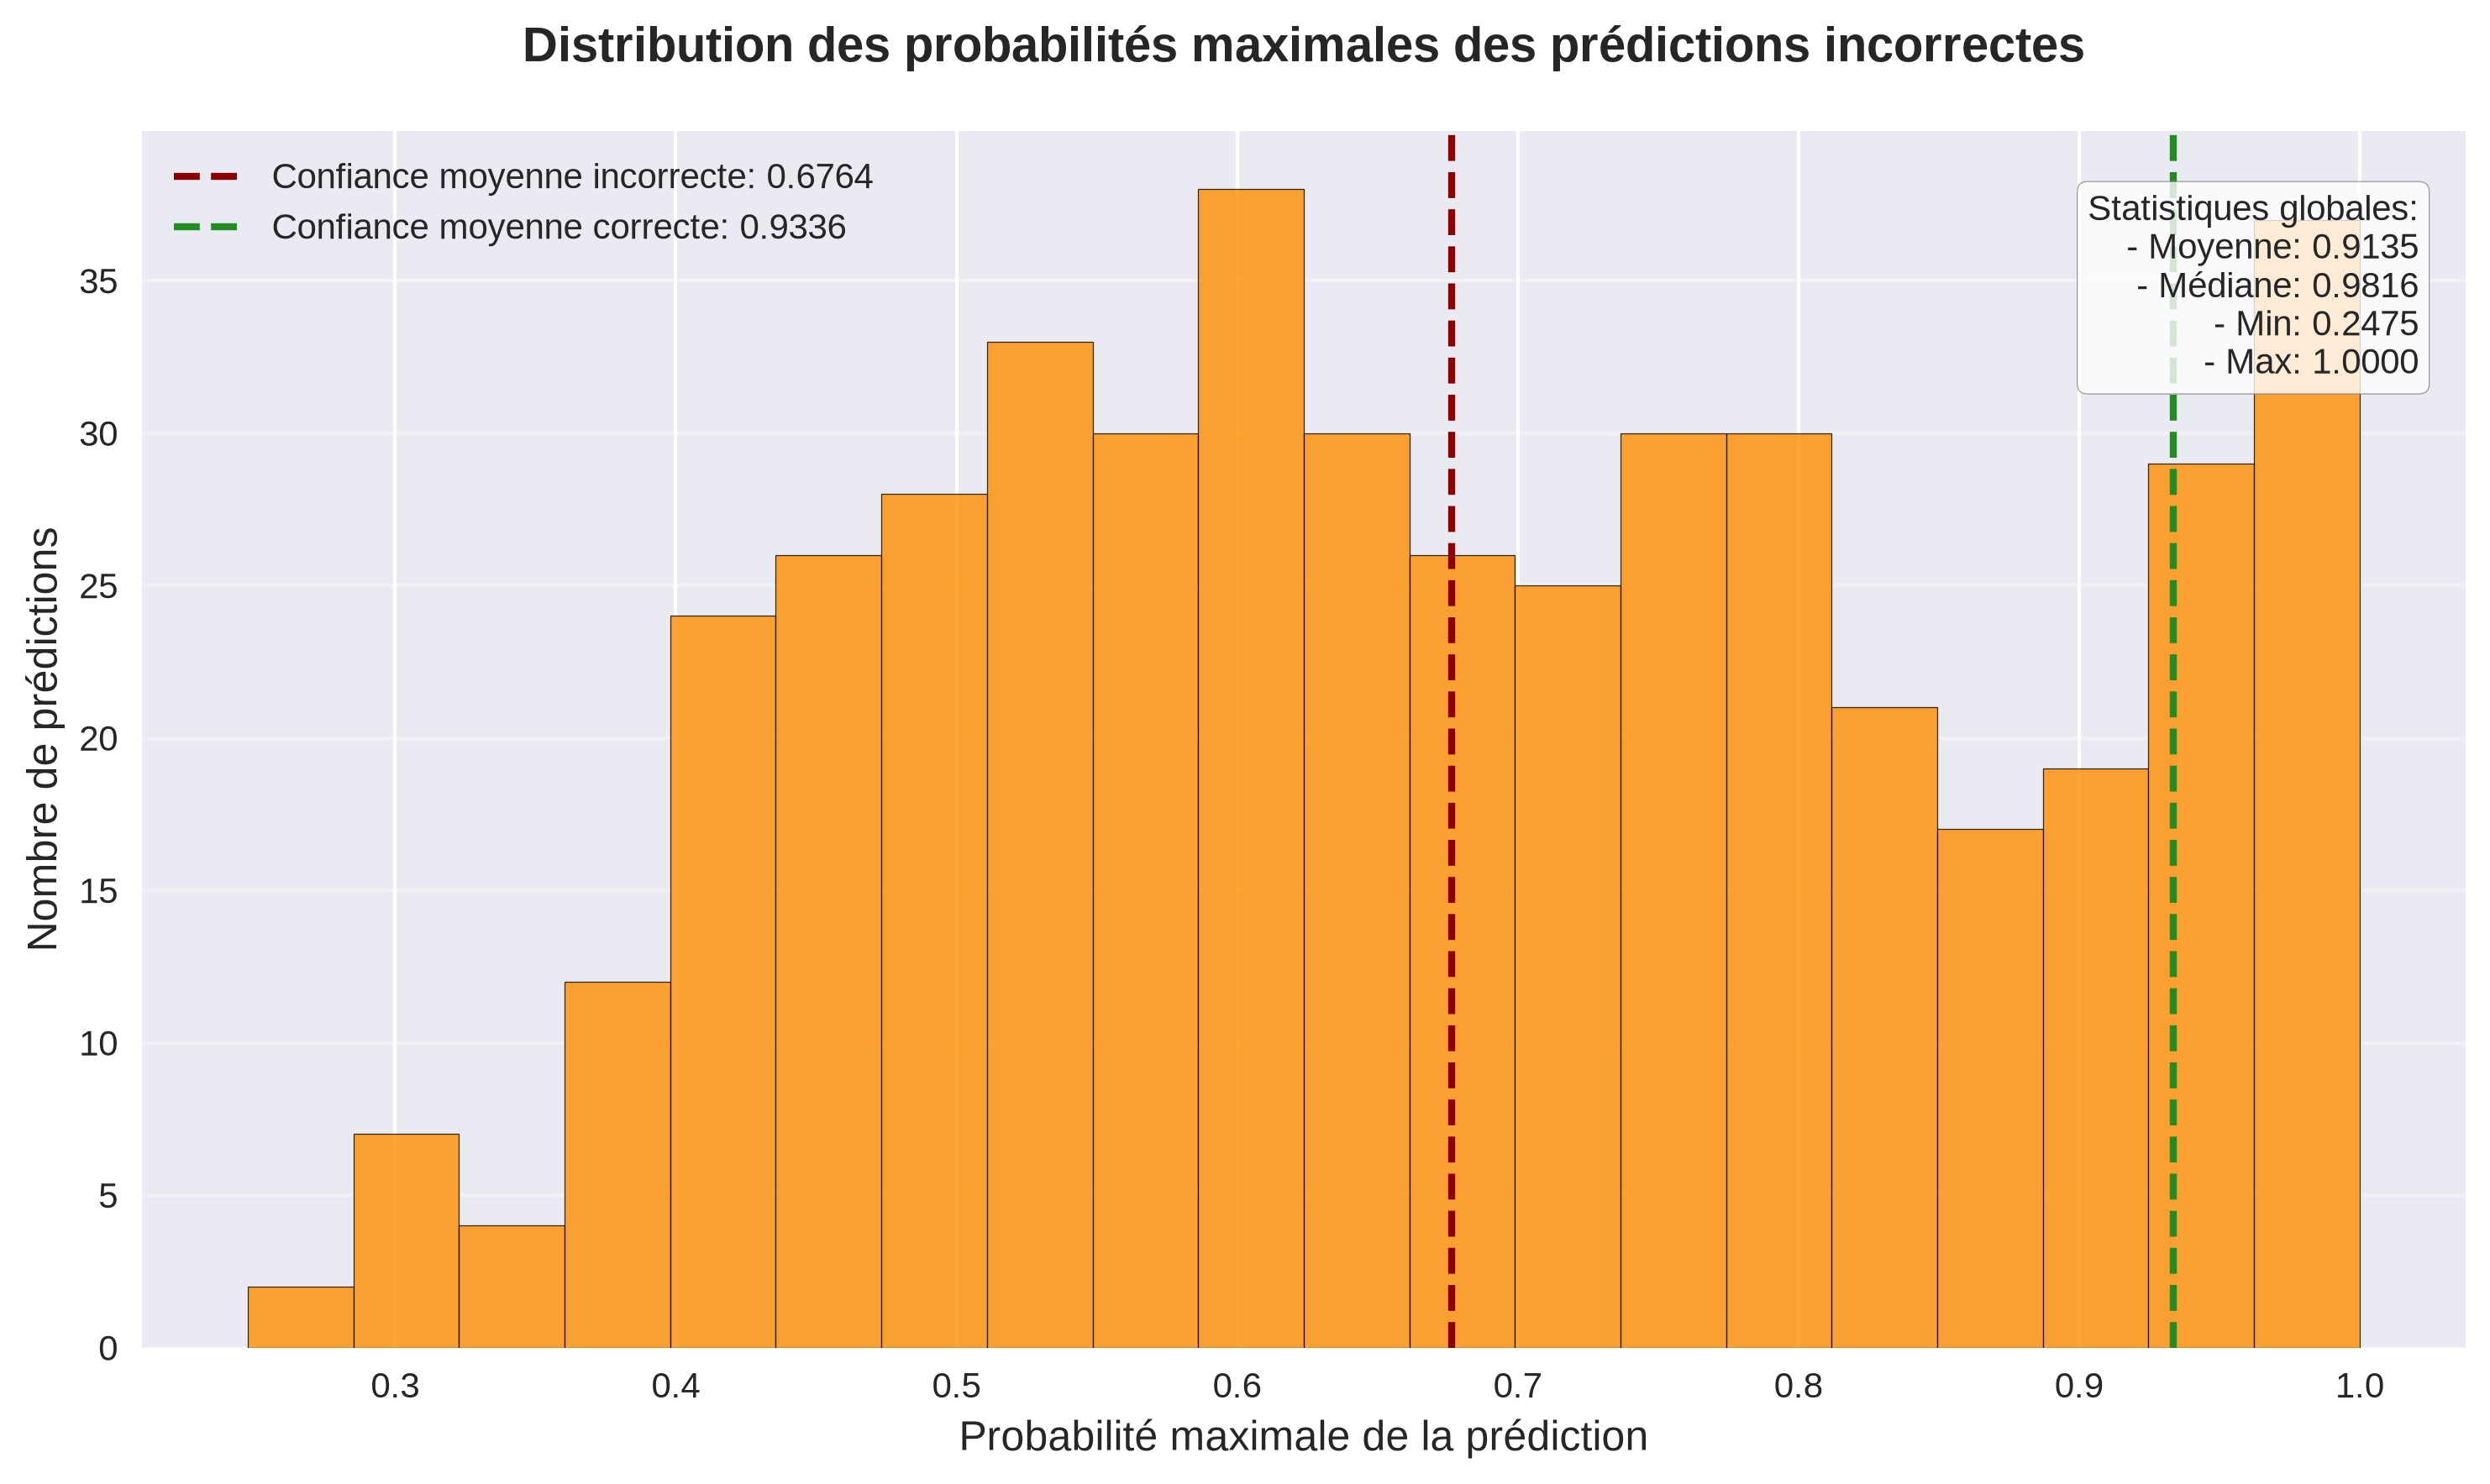 Distribution des probabilités maximales des prédictions incorrectes
Confiance moyenne incorrecte: 0.6764
Confiance moyenne correcte: 0.9336
Statistiques globales:
- Moyenne: 0.9135
- Médiane: 0.9816
- Min: 0.2475
- Max: 1.0000
Nombre de prédictions
35
30
25
20
15
10
5
0
0.3 0.4 0.5 0.6 0.7 0.8 0.9 1.0
Probabilité maximale de la prédiction